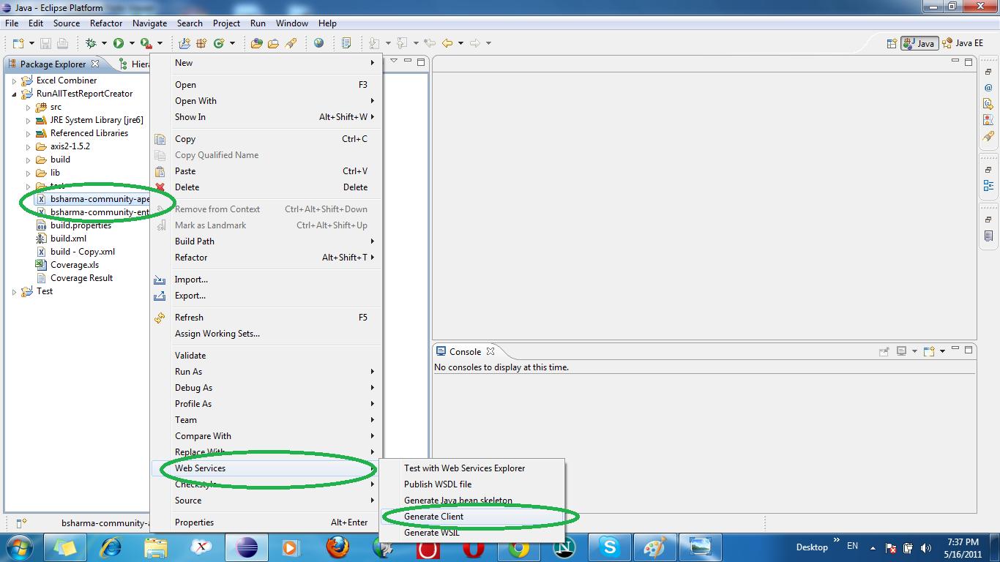 Java - Eclipse Platform
File Edit Source Refactor Navigate Search Project Run Window Help
Java Java EE
Package Explorer
Excel Combiner
RunAllTestReportCreator
src
JRE System Library [jre6]
Referenced Libraries
axis2-1.5.2
build
lib
bsharma-community-ape
bsharma-community-ent
build.properties
build.xml
build - Copy.xml
Coverage.xls
Coverage Result
Test
New
Open F3
Open With
Show In Alt+Shift+W
Copy Ctrl+C
Copy Qualified Name
Paste Ctrl+V
Delete Delete
Remove from Context Ctrl+Alt+Shift+Down
Mark as Landmark Ctrl+Alt+Shift+Up
Build Path
Refactor Alt+Shift+T
Import...
Export...
Refresh F5
Assign Working Sets...
Validate
Run As
Debug As
Profile As
Team
Compare With
Replace With
Web Services
Checkstyle
Source
Properties Alt+Enter
Test with Web Services Explorer
Publish WSDL file
Generate Java bean skeleton
Generate Client
Generate WSIL
Console
No consoles to display at this time.
bsharma-community-a
Desktop EN 7:37 PM
5/16/2011